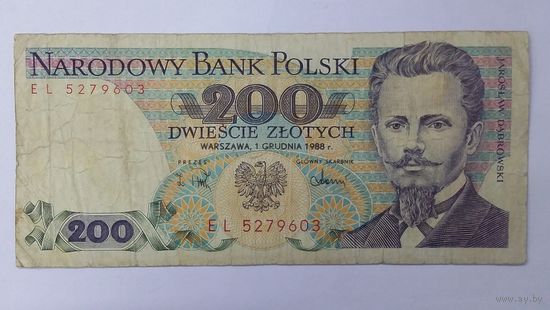 NARODOWY BANK POLSKI
EL 5279603
200
DWIEŚCIE ZŁOTYCH
WARSZAWA, 1 GRUDNIA 1988 r.
PREZES GŁÓWNY SKARBNIK
EL 5279603
200
JAROSŁAW DĄBROWSKI
www.ay.by